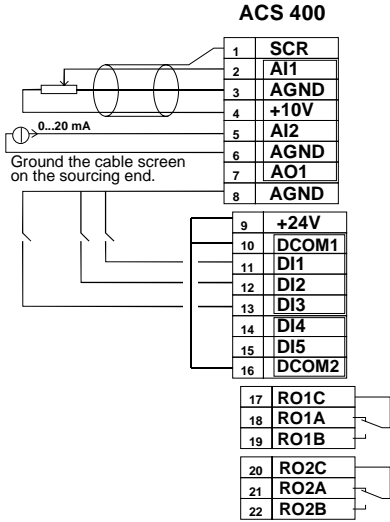 ACS 400
1 SCR
2 AI1
3 AGND
4 +10V
0...20 mA
5 AI2
Ground the cable screen
on the sourcing end.
6 AGND
7 AO1
8 AGND
9 +24V
10 DCOM1
11 DI1
12 DI2
13 DI3
14 DI4
15 DI5
16 DCOM2
17 RO1C
18 RO1A
19 RO1B
20 RO2C
21 RO2A
22 RO2B